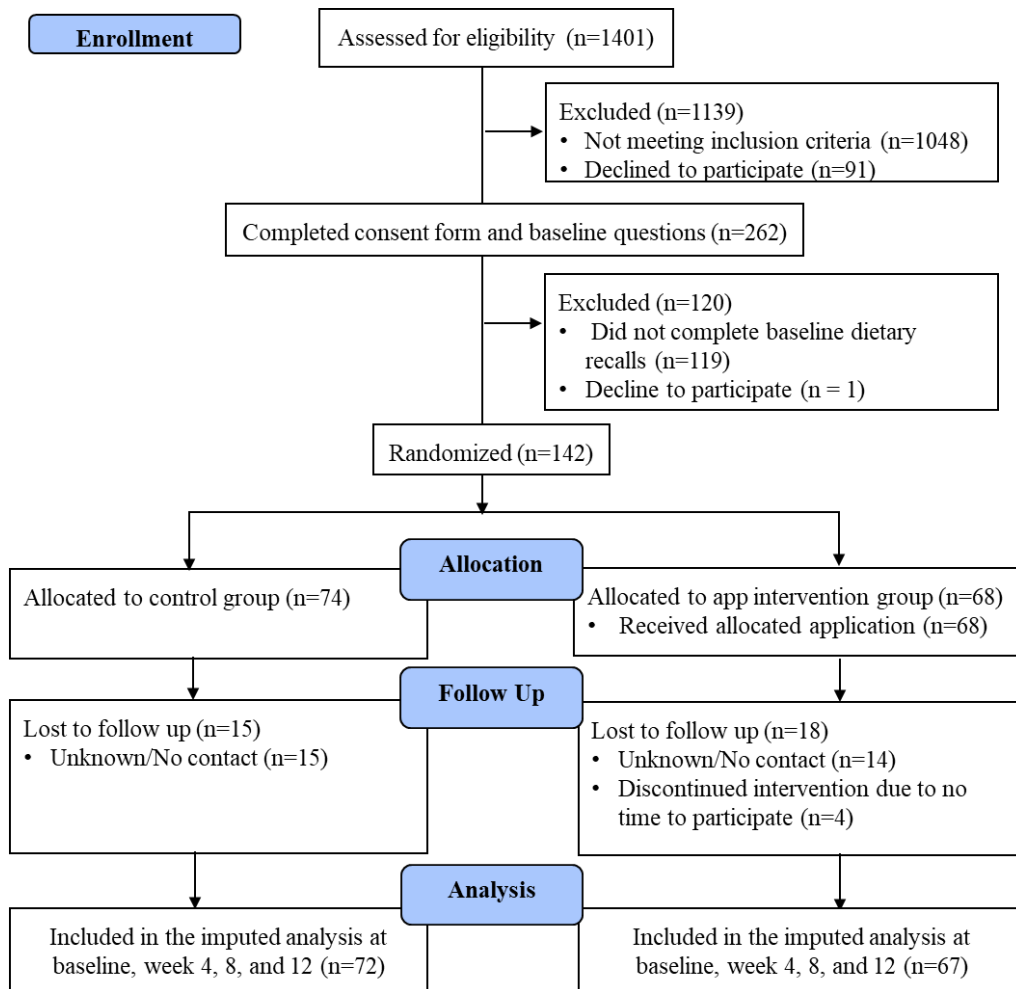 Enrollment
Assessed for eligibility (n=1401)
Excluded (n=1139)
• Not meeting inclusion criteria (n=1048)
• Declined to participate (n=91)
Completed consent form and baseline questions (n=262)
Excluded (n=120)
• Did not complete baseline dietary
recalls (n=119)
• Decline to participate (n = 1)
Randomized (n=142)
Allocation
Allocated to control group (n=74)
Allocated to app intervention group (n=68)
• Received allocated application (n=68)
Follow Up
Lost to follow up (n=15)
• Unknown/No contact (n=15)
Lost to follow up (n=18)
• Unknown/No contact (n=14)
• Discontinued intervention due to no
time to participate (n=4)
Analysis
Included in the imputed analysis at
baseline, week 4, 8, and 12 (n=72)
Included in the imputed analysis at
baseline, week 4, 8, and 12 (n=67)